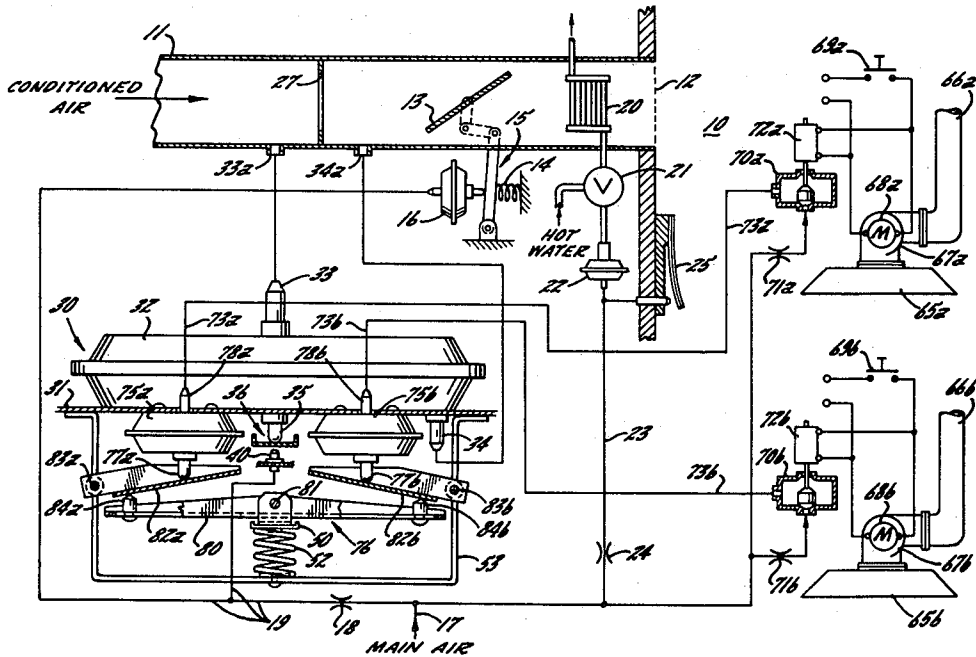 11
27
13
15
14
16
20
12
10
21
22
25
CONDITIONED
AIR
33a
34a
HOT
WATER
V
69a
66a
72a
70a
68a
M
67a
71a
65a
73a
33
30
32
73a
73b
78a
78b
31
75a
36
35
75b
34
40
83a
77a
77b
83b
84a
82a
80
81
50
76
82b
84b
52
53
23
24
73b
69b
66b
72b
70b
68b
M
67b
71b
65b
19
18
17
MAIN AIR